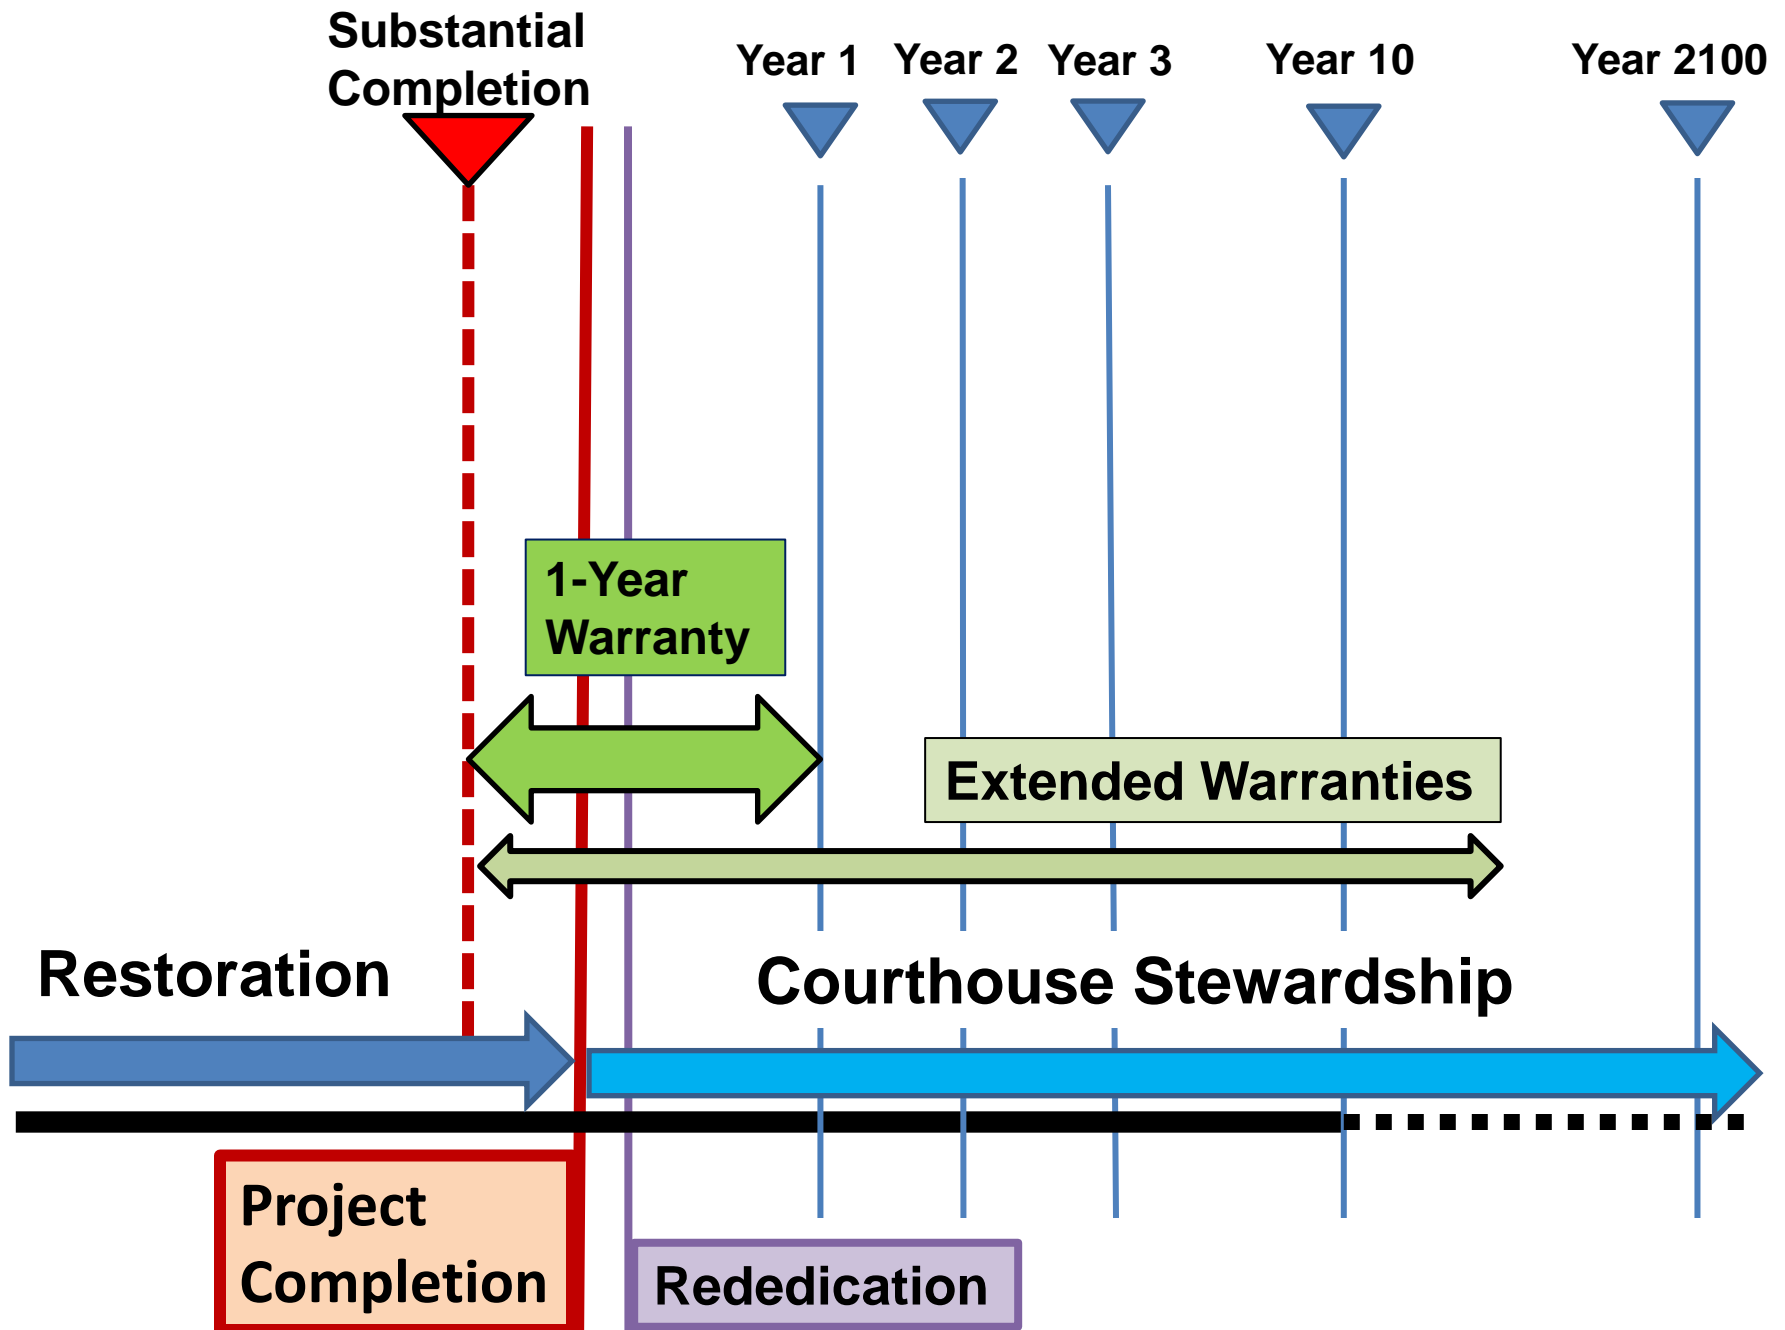 Substantial
Completion
Year 1
Year 2
Year 3
Year 10
Year 2100
1-Year
Warranty
Extended Warranties
Restoration
Courthouse Stewardship
Project
Completion
Rededication